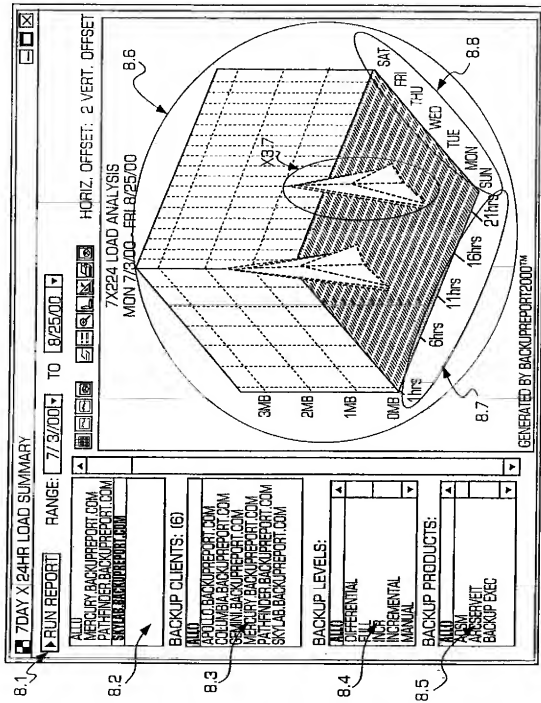 7DAY X 24HR LOAD SUMMARY
RUN REPORT RANGE: 7/ 3//00 TO 8/25/00
HORIZ. OFFSET: 2 VERT. OFFSET
ALL()
MERCURY.BACKUPREPORT.COM
PATHFINDER.BACKUPREPORT.COM
SKYLAB.BACKUPREPORT.COM
BACKUP CLIENTS: (6)
ALL()
APOLLO.BACKUPREPORT.COM
COLUMBIA.BACKUPREPORT.COM
GEMINI.BACKUPREPORT.COM
MERCURY.BACKUPREPORT.COM
PATHFINDER.BACKUPREPORT.COM
SKYLAB.BACKUPREPORT.COM
BACKUP LEVELS:
ALL()
DIFFERENTIAL
FULL
INCR
INCREMENTAL
MANUAL
BACKUP PRODUCTS:
ALL()
ADSM
ARCSERVEIT
BACKUP EXEC
7X224 LOAD ANALYSIS
MON 7/3/00 - FRI 8/25/00
3MB
2MB
1MB
0MB
1hrs
6hrs
11hrs
16hrs
21hrs
SUN
MON
TUE
WED
THU
FRI
SAT
GENERATED BY BACKUPREPORT2000™
8.1
8.2
8.3
8.4
8.5
8.6
X3.7
8.7
8.8